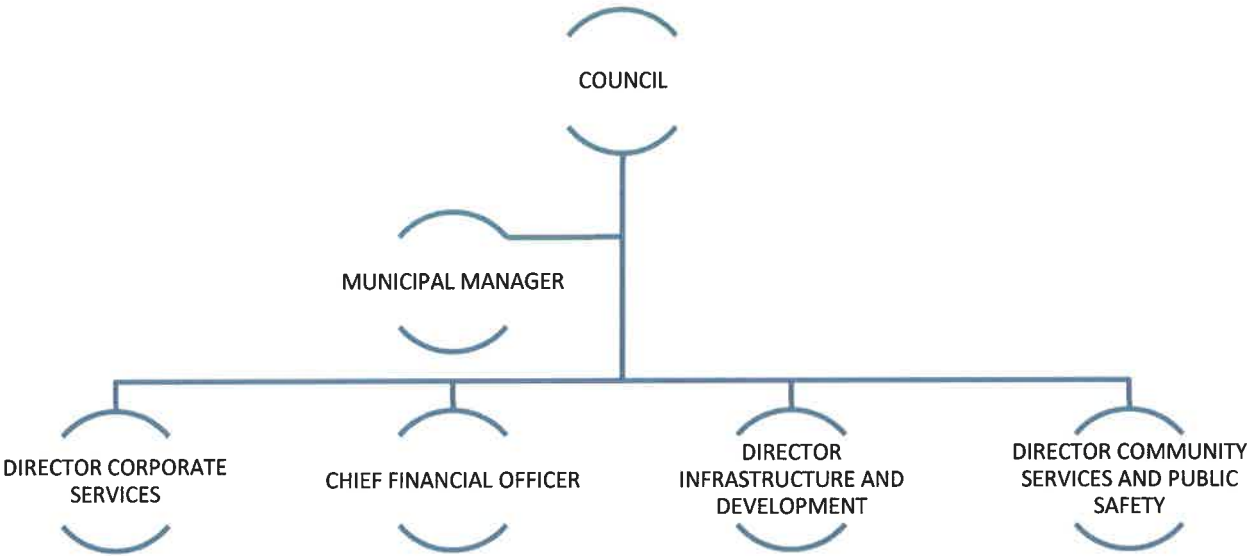 COUNCIL
MUNICIPAL MANAGER
DIRECTOR CORPORATE
SERVICES
CHIEF FINANCIAL OFFICER
DIRECTOR
INFRASTRUCTURE AND
DEVELOPMENT
DIRECTOR COMMUNITY
SERVICES AND PUBLIC
SAFETY